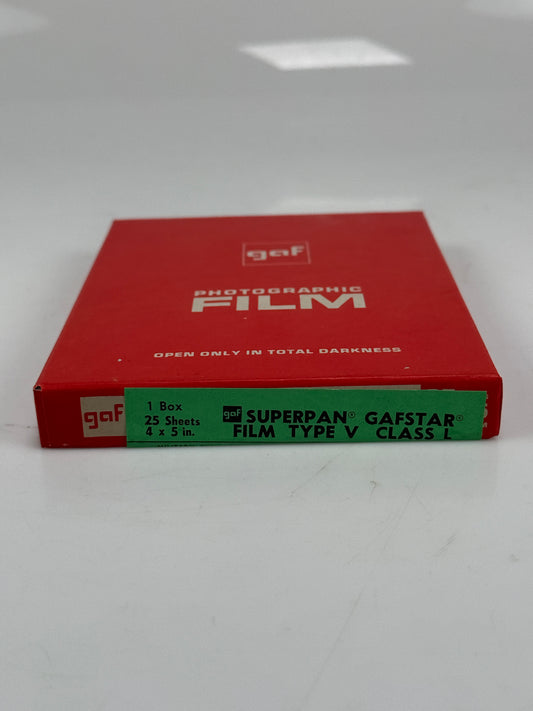 gaf
PHOTOGRAPHIC
FILM
OPEN ONLY IN TOTAL DARKNESS
gaf
1 Box
25 Sheets
4 x 5 in.
gaf SUPERPAN® GAFSTAR®
FILM TYPE V CLASS L